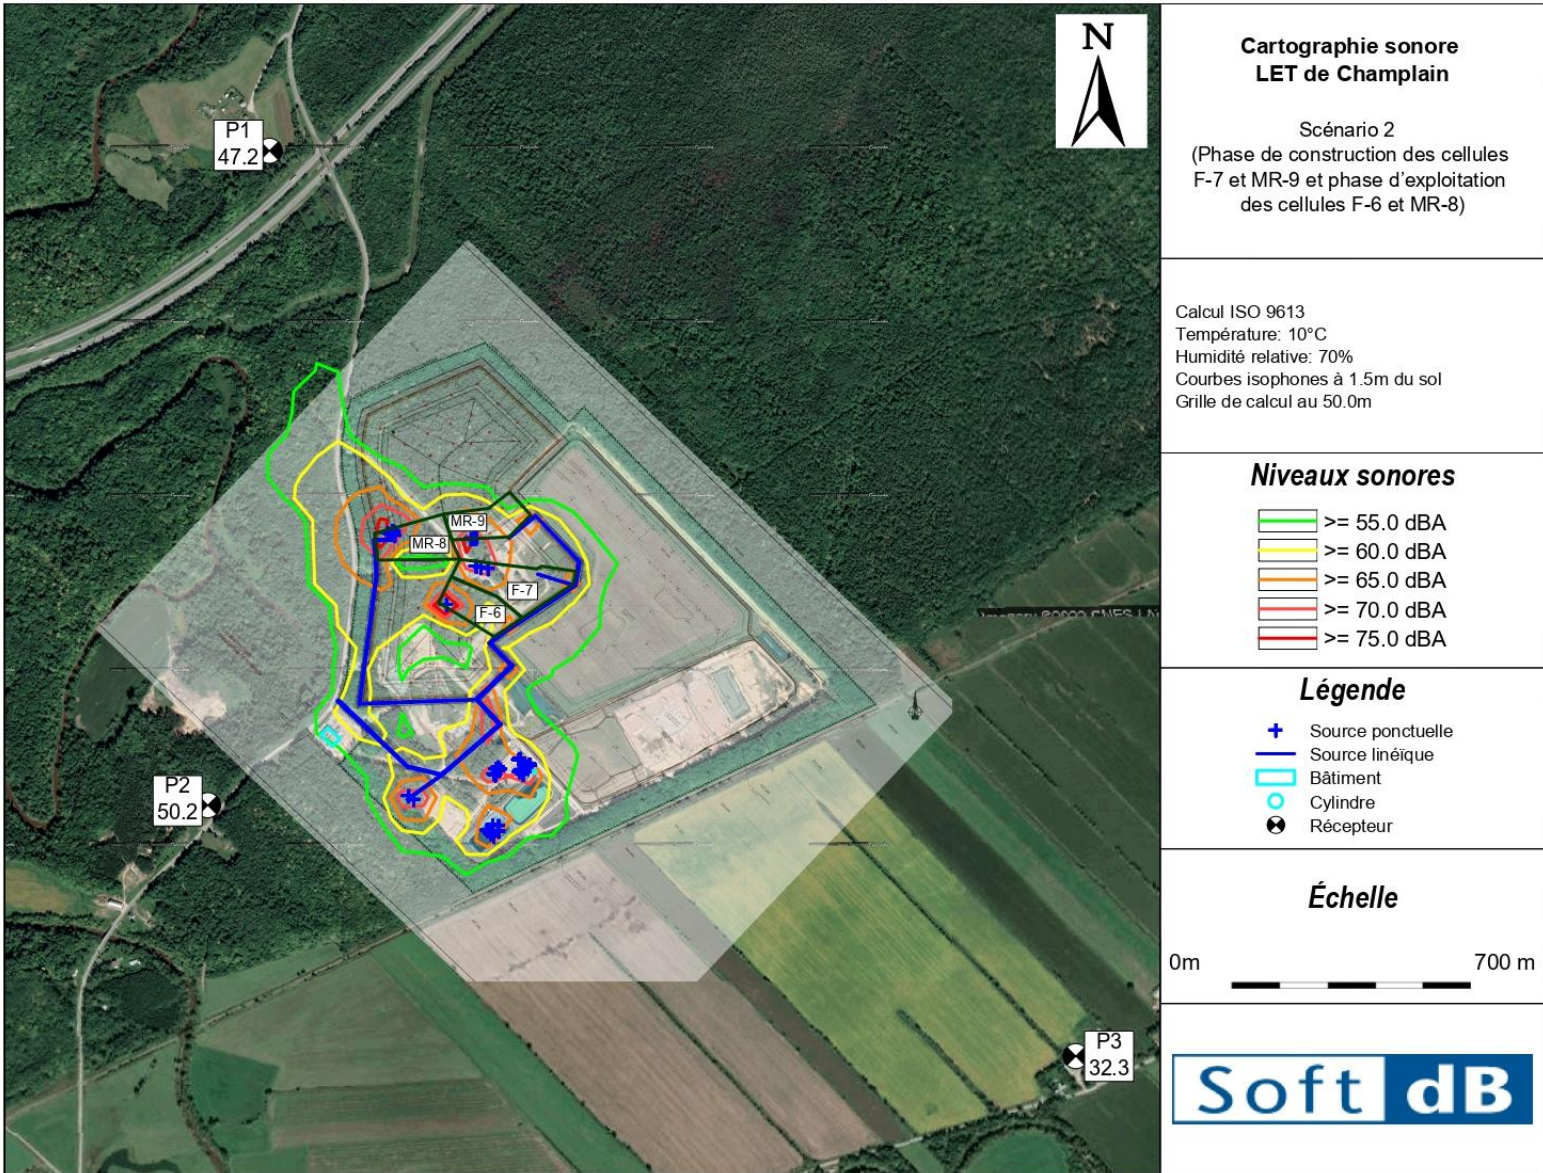 N
P1
47.2
MR-9
MR-8
F-7
F-6
P2
50.2
P3
32.3
Cartographie sonore
LET de Champlain
Scénario 2
(Phase de construction des cellules
F-7 et MR-9 et phase d'exploitation
des cellules F-6 et MR-8)
Calcul ISO 9613
Température: 10°C
Humidité relative: 70%
Courbes isophones à 1.5m du sol
Grille de calcul au 50.0m
Niveaux sonores
>= 55.0 dBA
>= 60.0 dBA
>= 65.0 dBA
>= 70.0 dBA
>= 75.0 dBA
Légende
Source ponctuelle
Source linéïque
Bâtiment
Cylindre
Récepteur
Échelle
0m 700 m
Soft dB